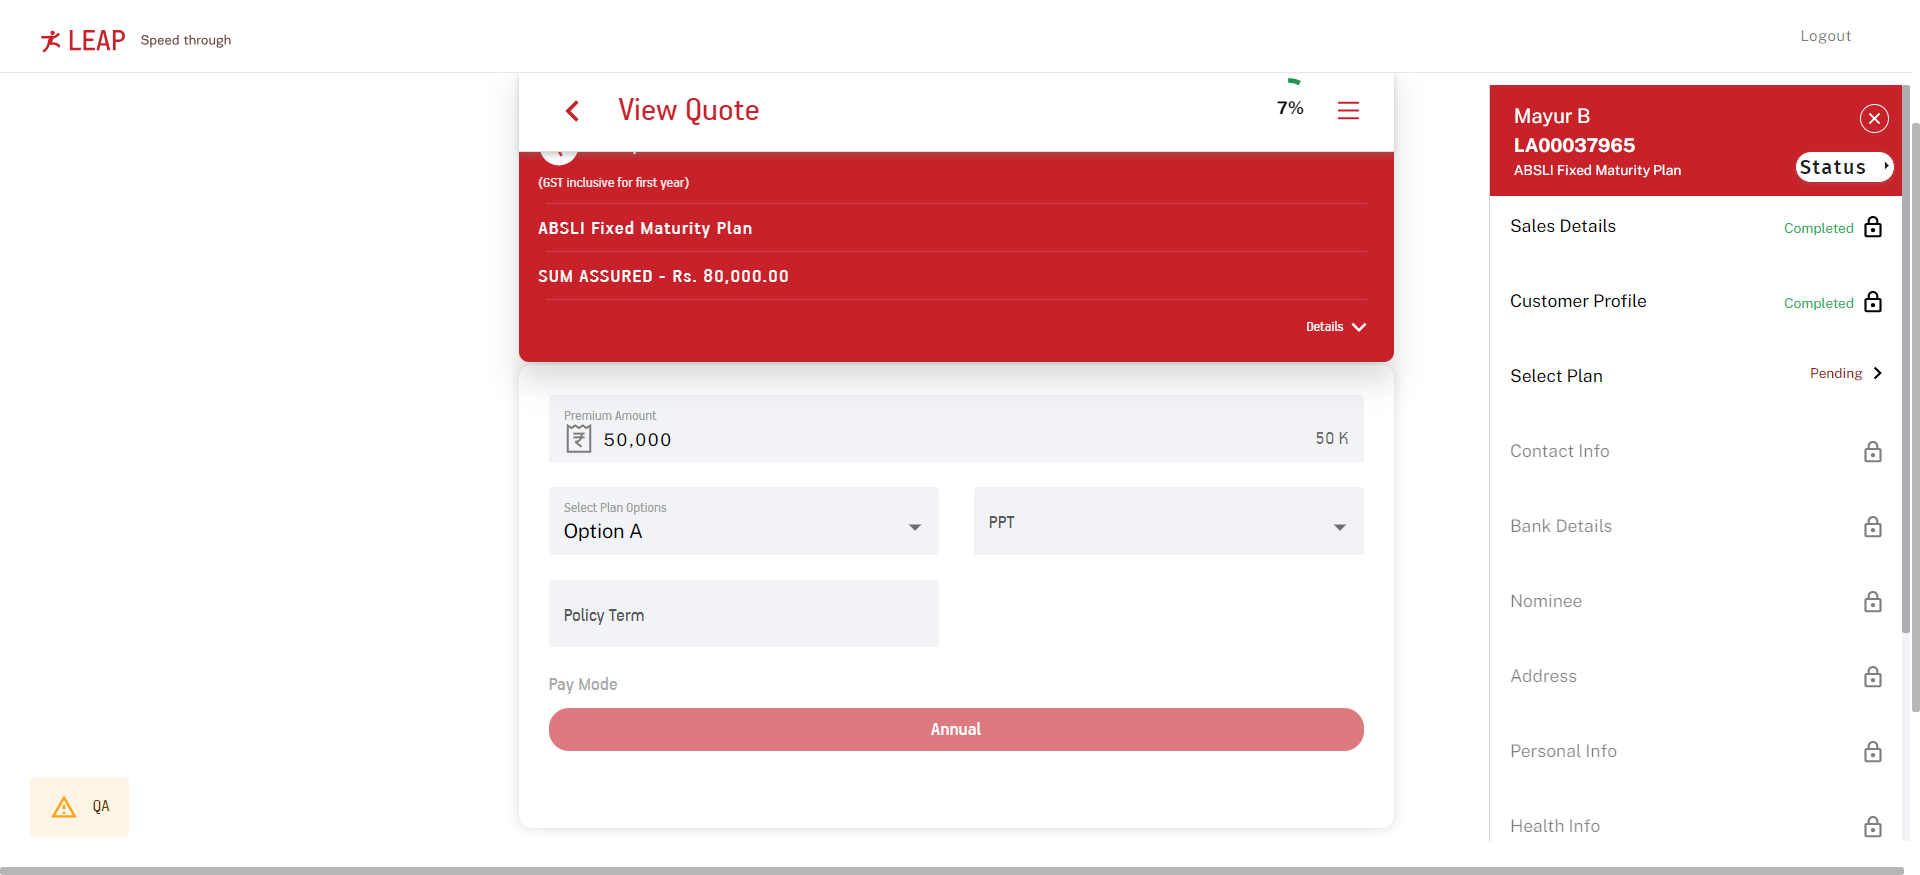 LEAP Speed through
Logout
View Quote
7%
(GST inclusive for first year)
ABSLI Fixed Maturity Plan
SUM ASSURED - Rs. 80,000.00
Details
Premium Amount
50,000
50 K
Select Plan Options
Option A
PPT
Policy Term
Pay Mode
Annual
QA
Mayur B
LA00037965
ABSLI Fixed Maturity Plan
Status
Sales Details Completed
Customer Profile Completed
Select Plan Pending
Contact Info
Bank Details
Nominee
Address
Personal Info
Health Info